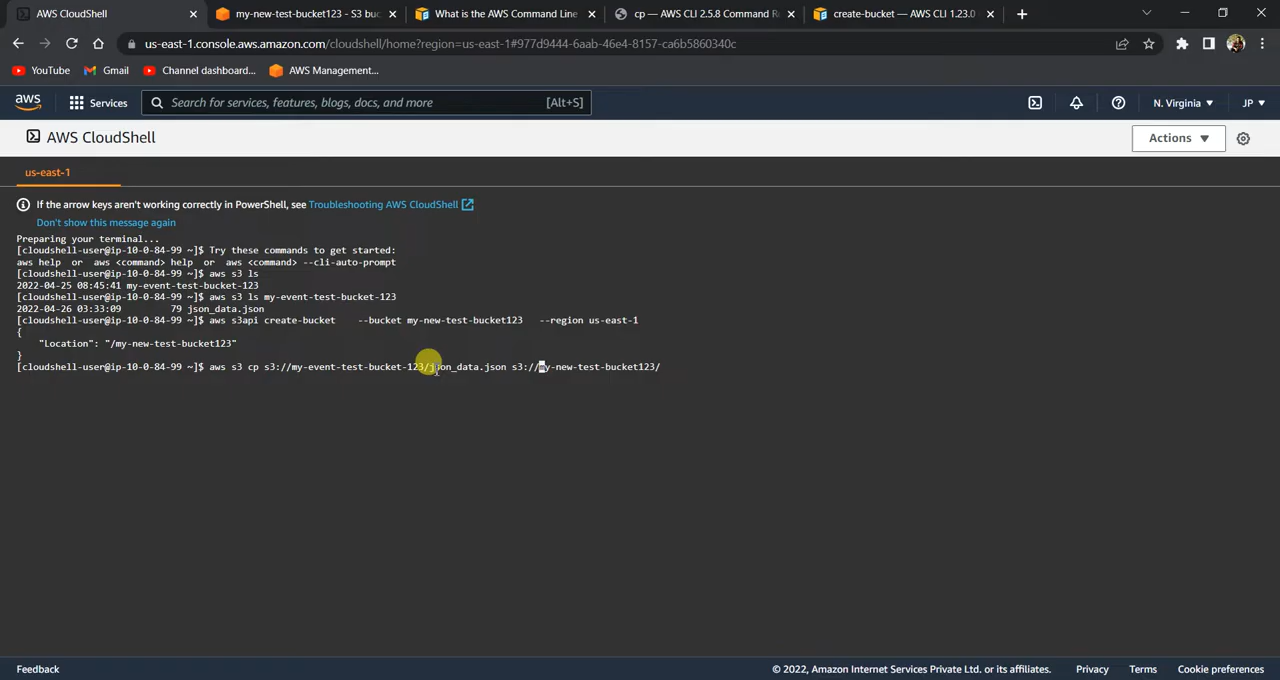 AWS CloudShell
my-new-test-bucket123 - S3 buc
What is the AWS Command Line
cp — AWS CLI 2.5.8 Command R
create-bucket — AWS CLI 1.23.0
us-east-1.console.aws.amazon.com/cloudshell/home?region=us-east-1#977d9444-6aab-46e4-8157-ca6b5860340c
YouTube
Gmail
Channel dashboard...
AWS Management...
aws
Services
Search for services, features, blogs, docs, and more
[Alt+S]
N. Virginia
JP
AWS CloudShell
Actions
us-east-1
If the arrow keys aren't working correctly in PowerShell, see Troubleshooting AWS CloudShell
Don't show this message again
Preparing your terminal...
[cloudshell-user@ip-10-0-84-99 ~]$ Try these commands to get started:
aws help  or  aws <command> help  or  aws <command> --cli-auto-prompt
[cloudshell-user@ip-10-0-84-99 ~]$ aws s3 ls
2022-04-25 08:45:41 my-event-test-bucket-123
[cloudshell-user@ip-10-0-84-99 ~]$ aws s3 ls my-event-test-bucket-123
2022-04-26 03:33:09         79 json_data.json
[cloudshell-user@ip-10-0-84-99 ~]$ aws s3api create-bucket    --bucket my-new-test-bucket123   --region us-east-1
{
    "Location": "/my-new-test-bucket123"
}
[cloudshell-user@ip-10-0-84-99 ~]$ aws s3 cp s3://my-event-test-bucket-123/json_data.json s3://my-new-test-bucket123/
Feedback
© 2022, Amazon Internet Services Private Ltd. or its affiliates.
Privacy
Terms
Cookie preferences